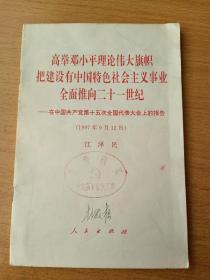 高举邓小平理论伟大旗帜
把建设有中国特色社会主义事业
全面推向二十一世纪
——在中国共产党第十五次全国代表大会上的报告
(1997年9月12日)
江泽民
人民出版社